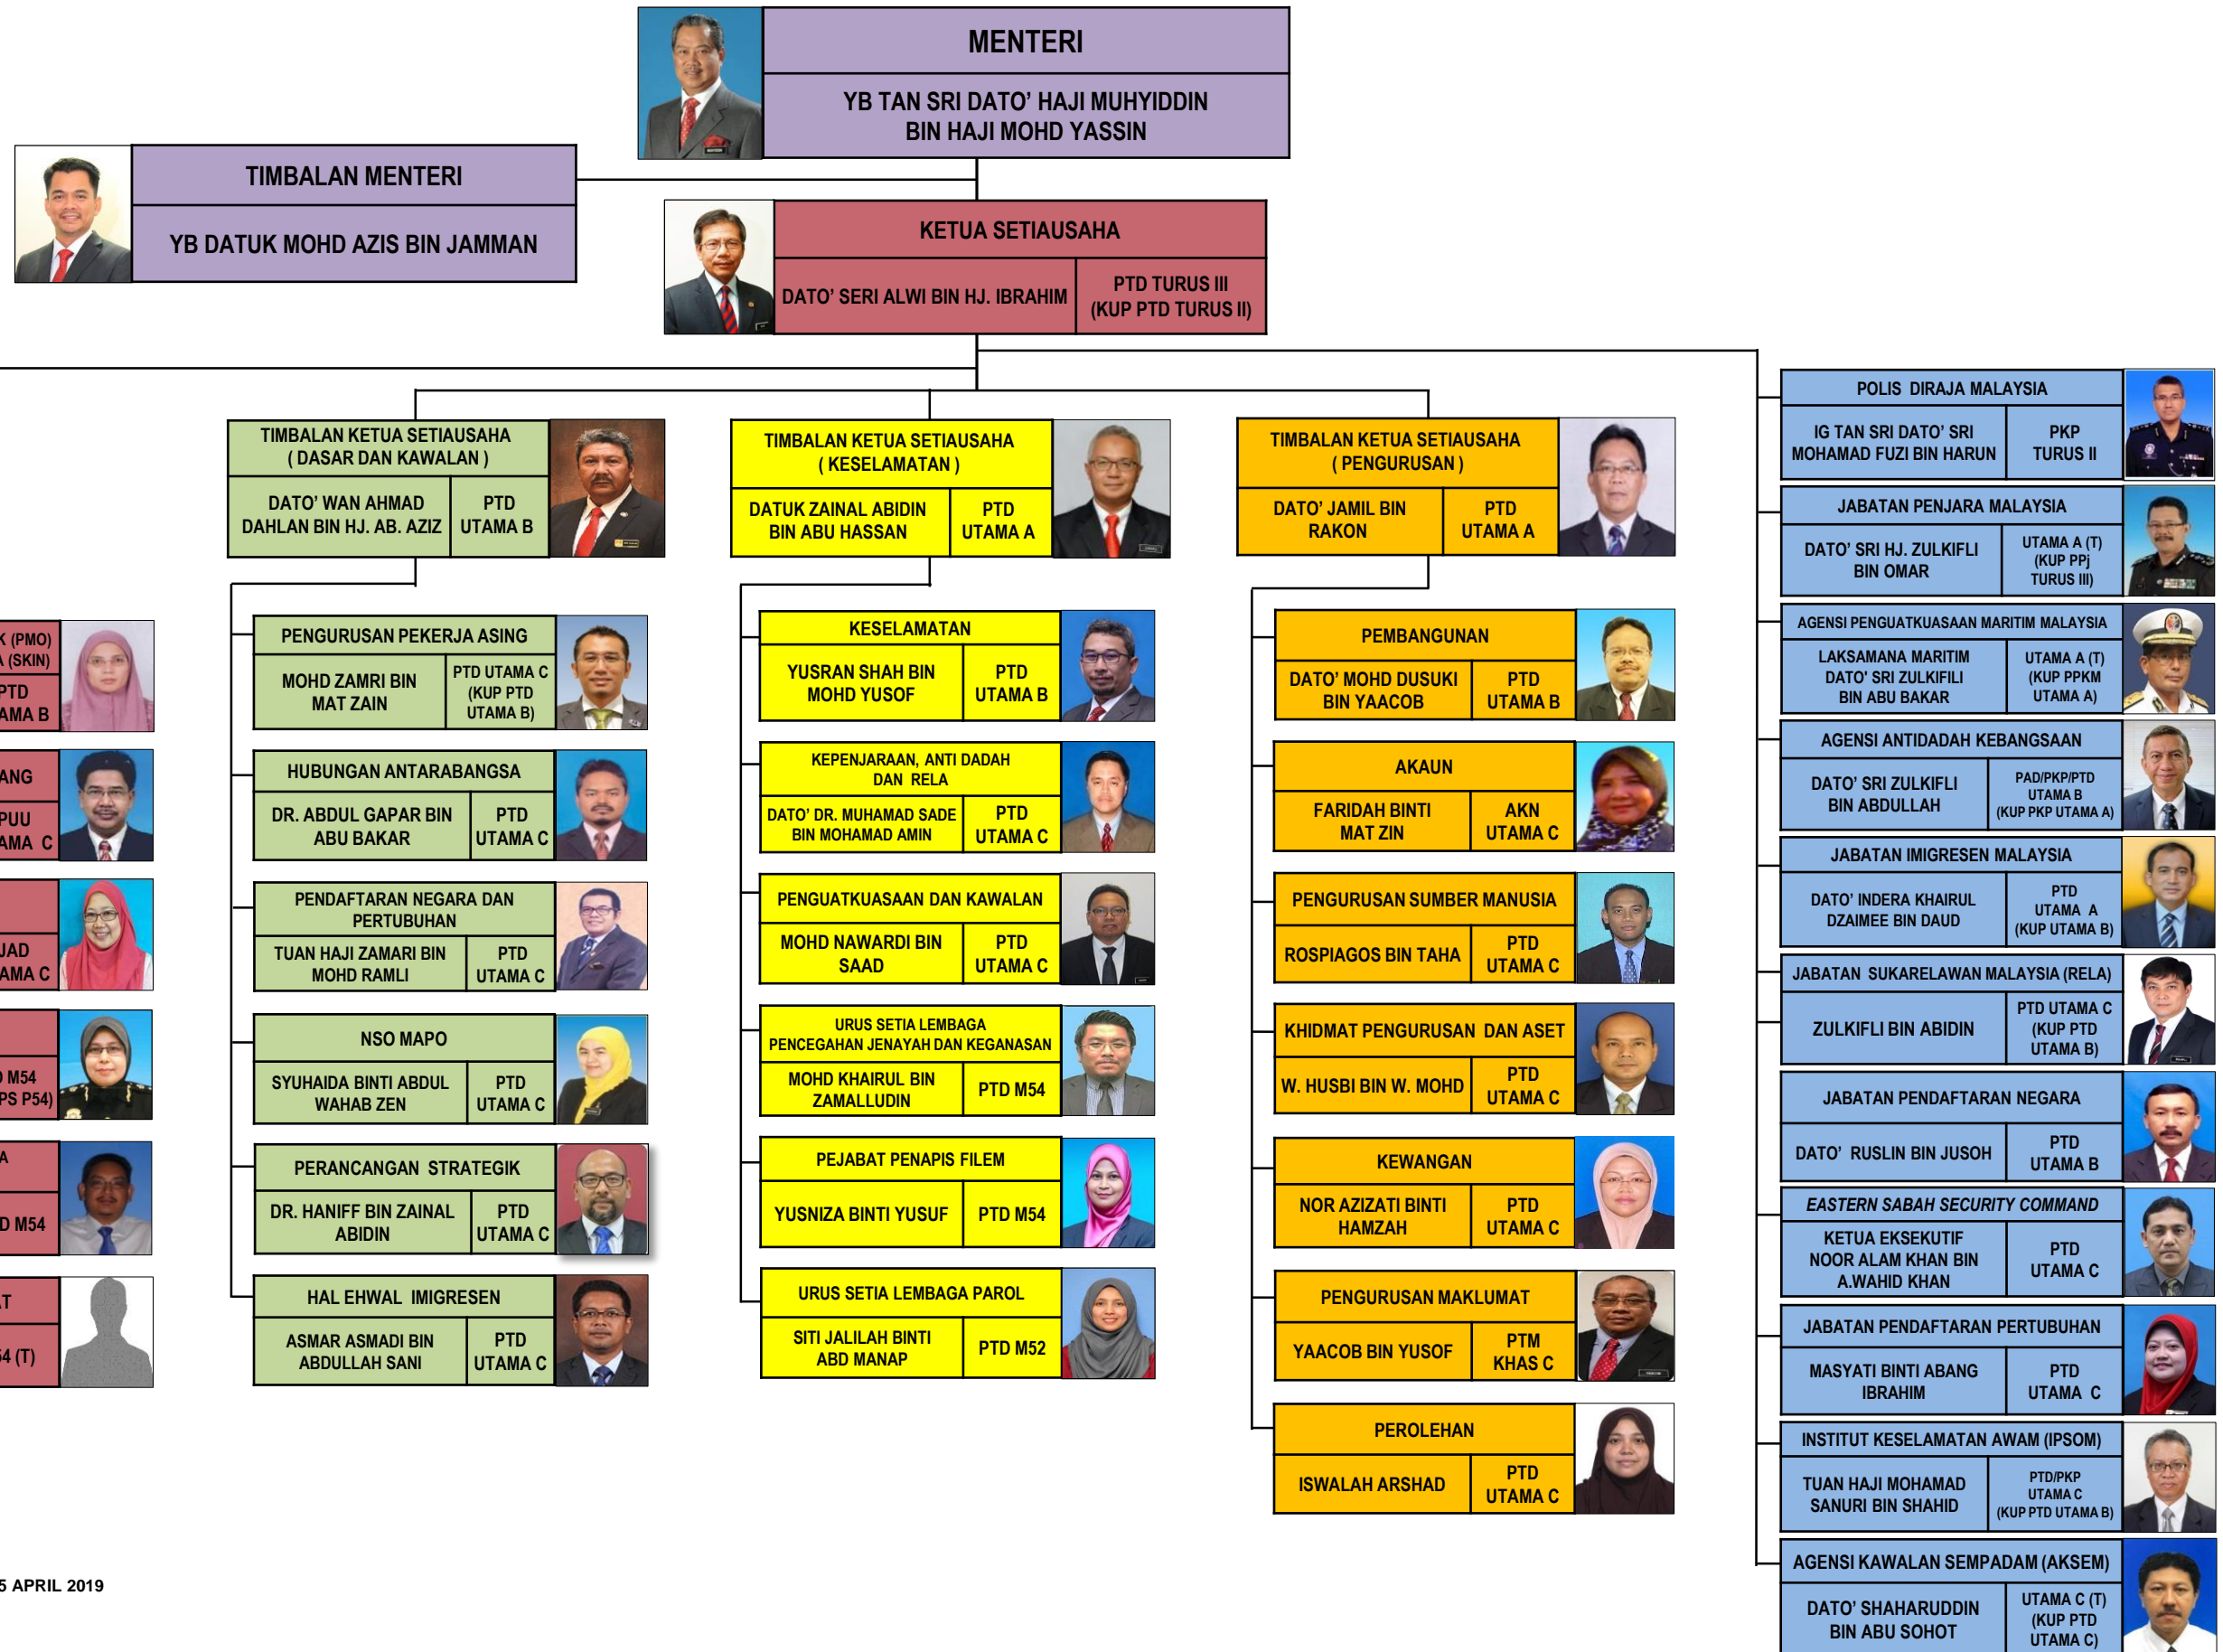 MENTERI
YB TAN SRI DATO' HAJI MUHYIDDIN
BIN HAJI MOHD YASSIN
TIMBALAN MENTERI
YB DATUK MOHD AZIS BIN JAMMAN
KETUA SETIAUSAHA
DATO' SERI ALWI BIN HJ. IBRAHIM
PTD TURUS III
(KUP PTD TURUS II)
K (PMO)
(SKIN)
PTD
AMA B
ANG
PUU
AMA C
JAD
AMA C
M54
PS P54)
A
D M54
AT
54 (T)
TIMBALAN KETUA SETIAUSAHA
( DASAR DAN KAWALAN )
DATO' WAN AHMAD
DAHLAN BIN HJ. AB. AZIZ
PTD
UTAMA B
PENGURUSAN PEKERJA ASING
MOHD ZAMRI BIN
MAT ZAIN
PTD UTAMA C
(KUP PTD
UTAMA B)
HUBUNGAN ANTARABANGSA
DR. ABDUL GAPAR BIN
ABU BAKAR
PTD
UTAMA C
PENDAFTARAN NEGARA DAN
PERTUBUHAN
TUAN HAJI ZAMARI BIN
MOHD RAMLI
PTD
UTAMA C
NSO MAPO
SYUHAIDA BINTI ABDUL
WAHAB ZEN
PTD
UTAMA C
PERANCANGAN STRATEGIK
DR. HANIFF BIN ZAINAL
ABIDIN
PTD
UTAMA C
HAL EHWAL IMIGRESEN
ASMAR ASMADI BIN
ABDULLAH SANI
PTD
UTAMA C
TIMBALAN KETUA SETIAUSAHA
( KESELAMATAN )
DATUK ZAINAL ABIDIN
BIN ABU HASSAN
PTD
UTAMA A
KESELAMATAN
YUSRAN SHAH BIN
MOHD YUSOF
PTD
UTAMA B
KEPENJARAAN, ANTI DADAH
DAN RELA
DATO' DR. MUHAMAD SADE
BIN MOHAMAD AMIN
PTD
UTAMA C
PENGUATKUASAAN DAN KAWALAN
MOHD NAWARDI BIN
SAAD
PTD
UTAMA C
URUS SETIA LEMBAGA
PENCEGAHAN JENAYAH DAN KEGANASAN
MOHD KHAIRUL BIN
ZAMALLUDIN
PTD M54
PEJABAT PENAPIS FILEM
YUSNIZA BINTI YUSUF
PTD M54
URUS SETIA LEMBAGA PAROL
SITI JALILAH BINTI
ABD MANAP
PTD M52
TIMBALAN KETUA SETIAUSAHA
( PENGURUSAN )
DATO' JAMIL BIN
RAKON
PTD
UTAMA A
PEMBANGUNAN
DATO' MOHD DUSUKI
BIN YAACOB
PTD
UTAMA B
AKAUN
FARIDAH BINTI
MAT ZIN
AKN
UTAMA C
PENGURUSAN SUMBER MANUSIA
ROSPIAGOS BIN TAHA
PTD
UTAMA C
KHIDMAT PENGURUSAN DAN ASET
W. HUSBI BIN W. MOHD
PTD
UTAMA C
KEWANGAN
NOR AZIZATI BINTI
HAMZAH
PTD
UTAMA C
PENGURUSAN MAKLUMAT
YAACOB BIN YUSOF
PTM
KHAS C
PEROLEHAN
ISWALAH ARSHAD
PTD
UTAMA C
POLIS DIRAJA MALAYSIA
IG TAN SRI DATO' SRI
MOHAMAD FUZI BIN HARUN
PKP
TURUS II
JABATAN PENJARA MALAYSIA
DATO' SRI HJ. ZULKIFLI
BIN OMAR
UTAMA A (T)
(KUP PPj
TURUS III)
AGENSI PENGUATKUASAAN MARITIM MALAYSIA
LAKSAMANA MARITIM
DATO' SRI ZULKIFILI
BIN ABU BAKAR
UTAMA A (T)
(KUP PPKM
UTAMA A)
AGENSI ANTIDADAH KEBANGSAAN
DATO' SRI ZULKIFLI
BIN ABDULLAH
PAD/PKP/PTD
UTAMA B
(KUP PKP UTAMA A)
JABATAN IMIGRESEN MALAYSIA
DATO' INDERA KHAIRUL
DZAIMEE BIN DAUD
PTD
UTAMA A
(KUP UTAMA B)
JABATAN SUKARELAWAN MALAYSIA (RELA)
ZULKIFLI BIN ABIDIN
PTD UTAMA C
(KUP PTD
UTAMA B)
JABATAN PENDAFTARAN NEGARA
DATO' RUSLIN BIN JUSOH
PTD
UTAMA B
EASTERN SABAH SECURITY COMMAND
KETUA EKSEKUTIF
NOOR ALAM KHAN BIN
A.WAHID KHAN
PTD
UTAMA C
JABATAN PENDAFTARAN PERTUBUHAN
MASYATI BINTI ABANG
IBRAHIM
PTD
UTAMA C
INSTITUT KESELAMATAN AWAM (IPSOM)
TUAN HAJI MOHAMAD
SANURI BIN SHAHID
PTD/PKP
UTAMA C
(KUP PTD UTAMA B)
AGENSI KAWALAN SEMPADAM (AKSEM)
DATO' SHAHARUDDIN
BIN ABU SOHOT
UTAMA C (T)
(KUP PTD
UTAMA C)
5 APRIL 2019